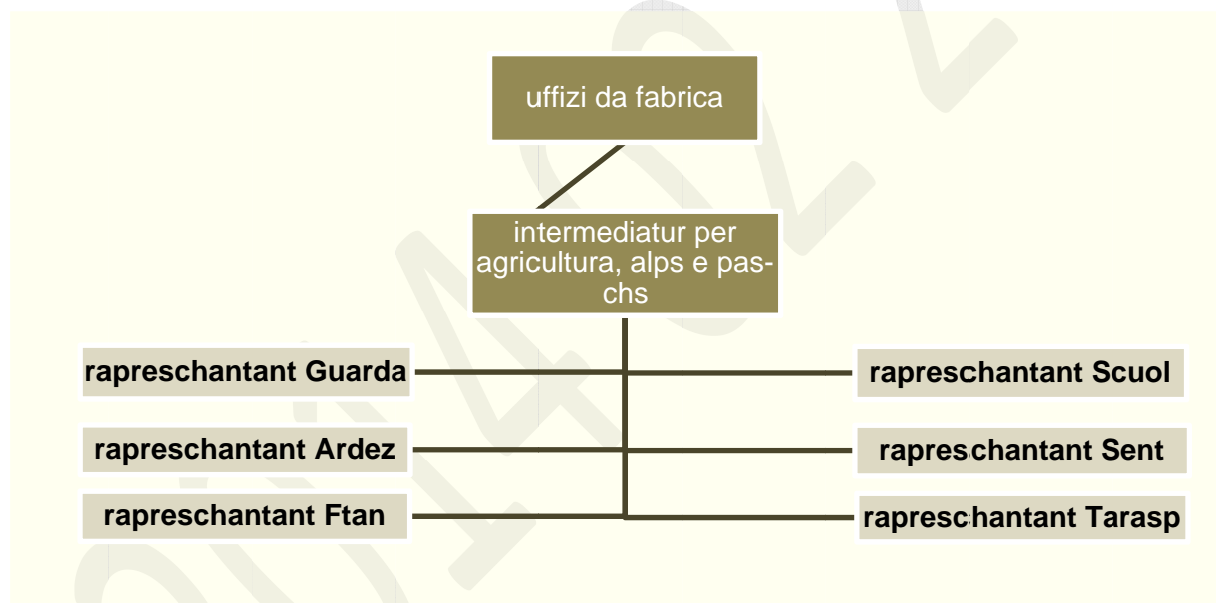 uffizi da fabrica
intermediatur per
agricultura, alps e pas-
chs
rapreschantant Guarda
rapreschantant Scuol
rapreschantant Ardez
rapreschantant Sent
rapreschantant Ftan
rapreschantant Tarasp